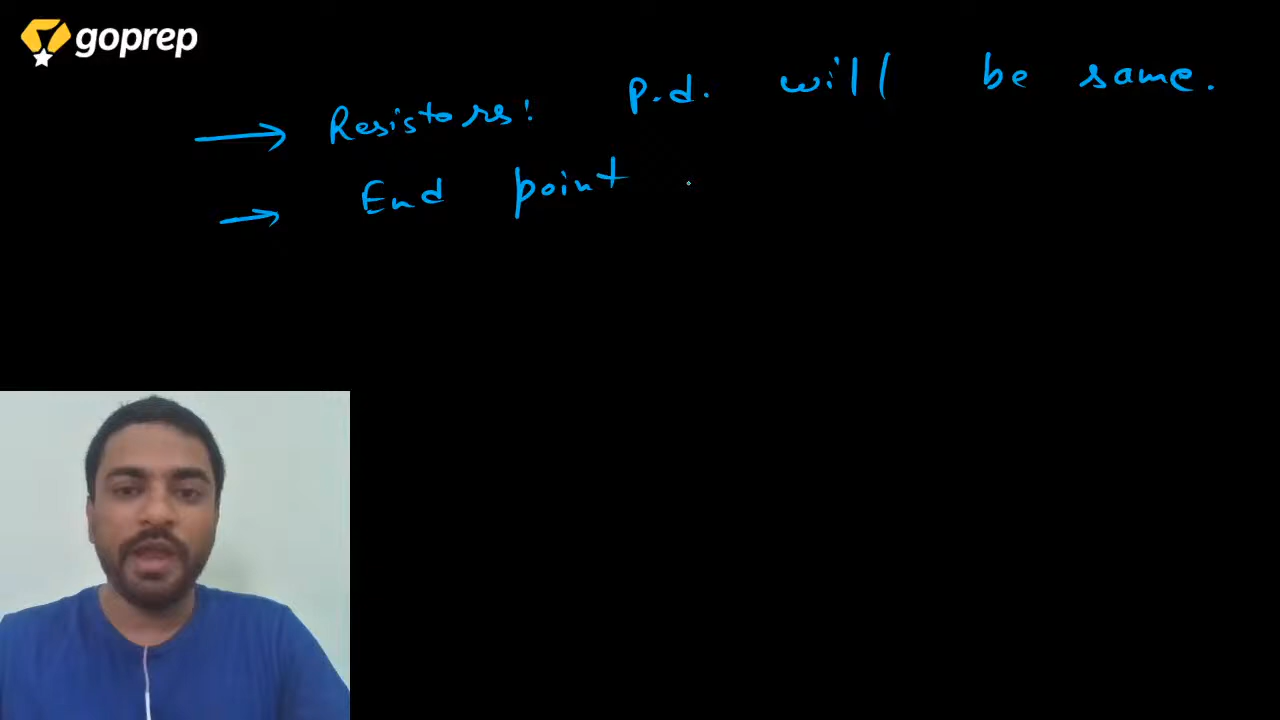 goprep
→ Resistors: P.d. will be same.
→ End point